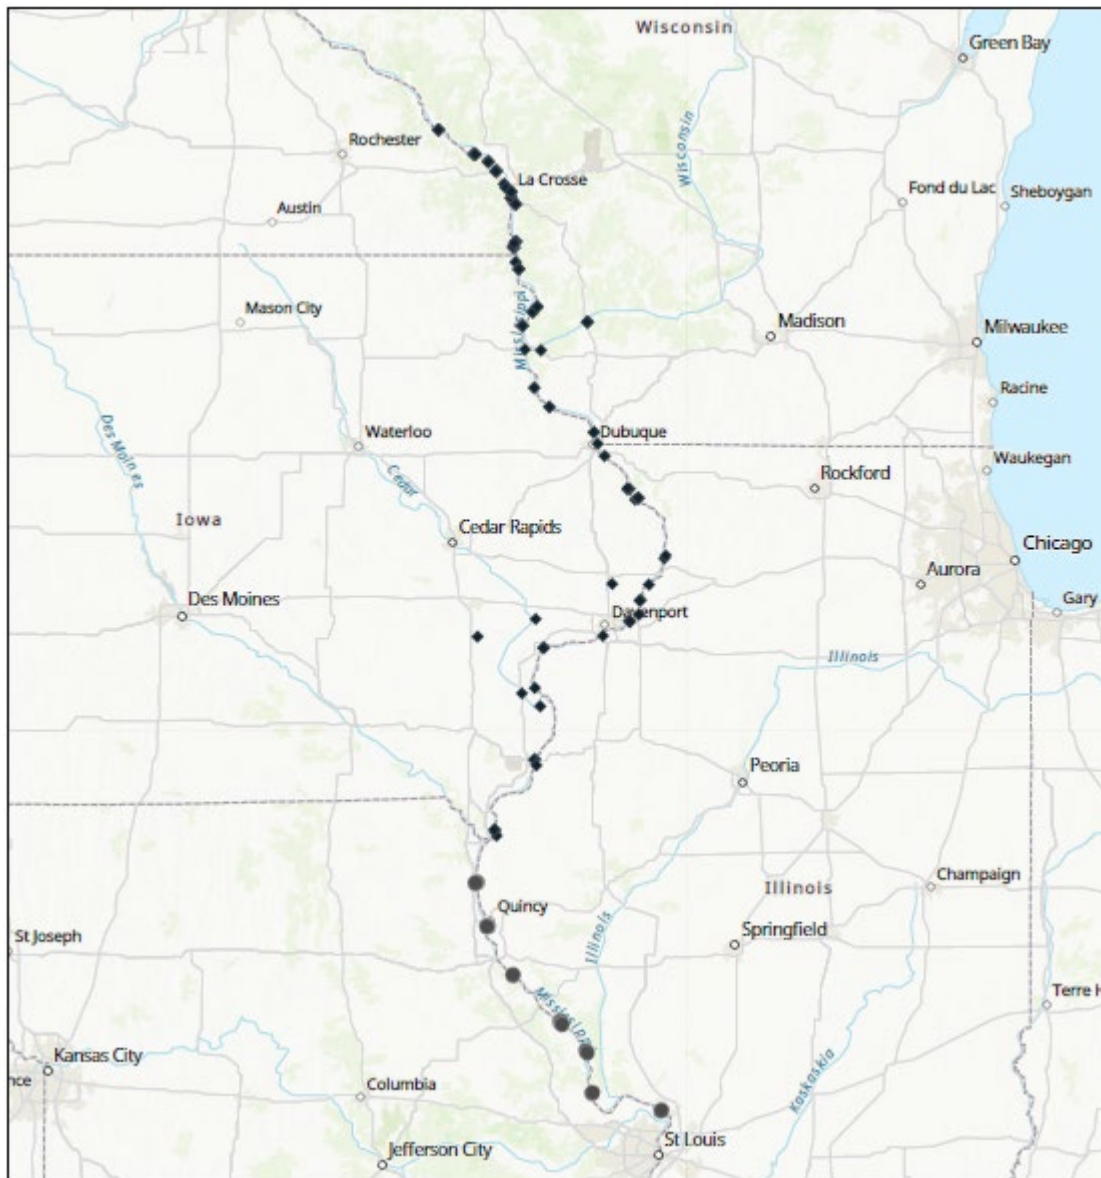 Wisconsin
Green Bay
Wisconsin
Rochester
La Crosse
Fond du Lac
Sheboygan
Austin
Mississippi
Mason City
Madison
Milwaukee
Racine
Des Moines
Waterloo
Dubuque
Cedar
Waukegan
Rockford
Iowa
Cedar Rapids
Chicago
Aurora
Des Moines
Davenport
Gary
Illinois
Peoria
Illinois
Champaign
Quincy
St Joseph
Illinois
Springfield
Terre H
Mississippi
Kansas City
nce
Columbia
Kaskaskia
Jefferson City
St Louis